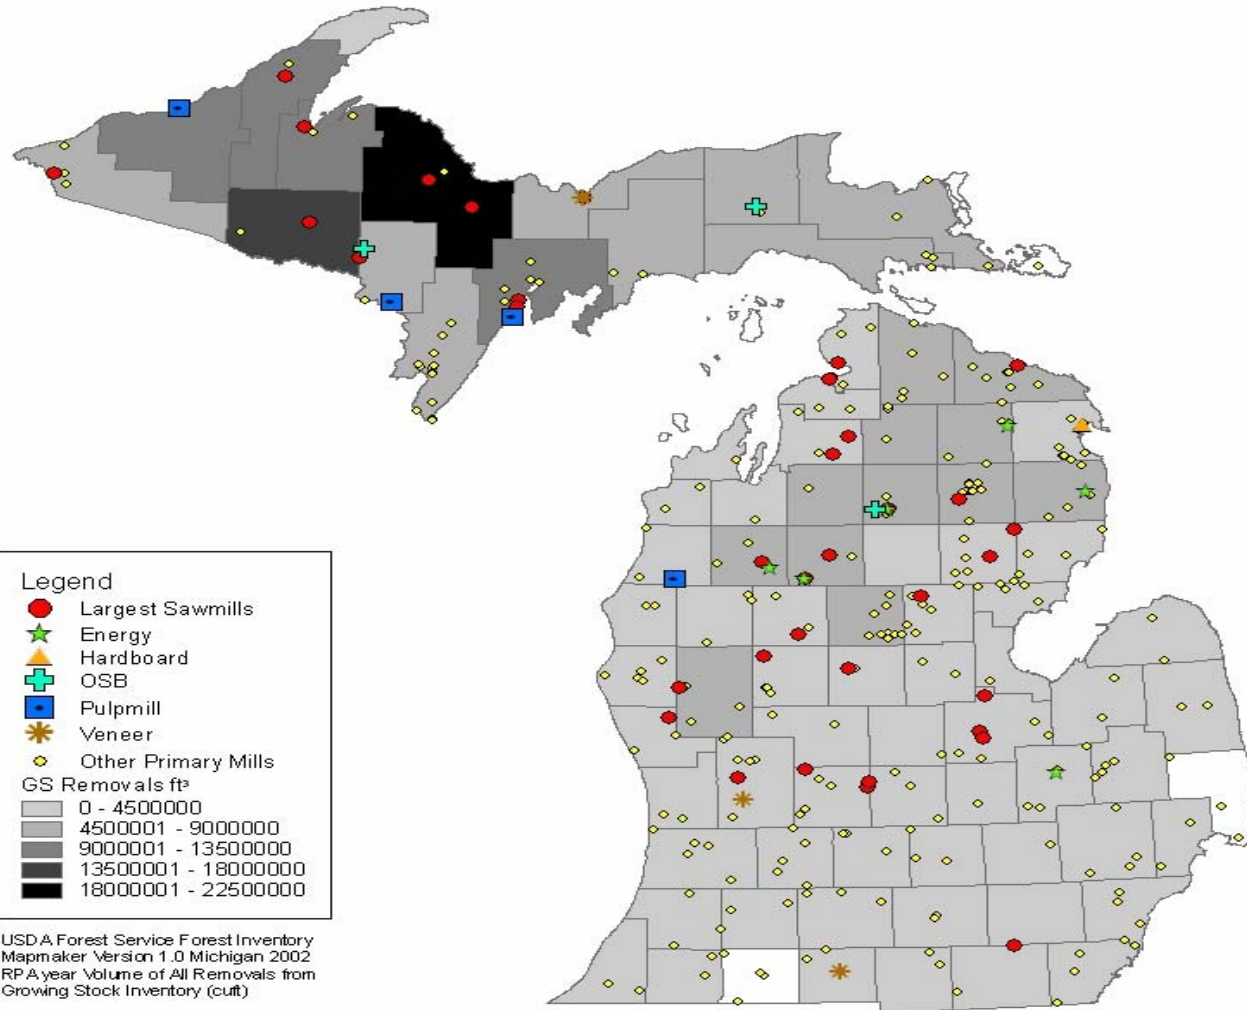 Legend
Largest Sawmills
Energy
Hardboard
OSB
Pulpmill
Veneer
Other Primary Mills
GS Removals ft³
0 - 4500000
4500001 - 9000000
9000001 - 13500000
13500001 - 18000000
18000001 - 22500000
USDA Forest Service Forest Inventory
Mapmaker Version 1.0 Michigan 2002
RPA year Volume of All Removals from
Growing Stock Inventory (cuft)